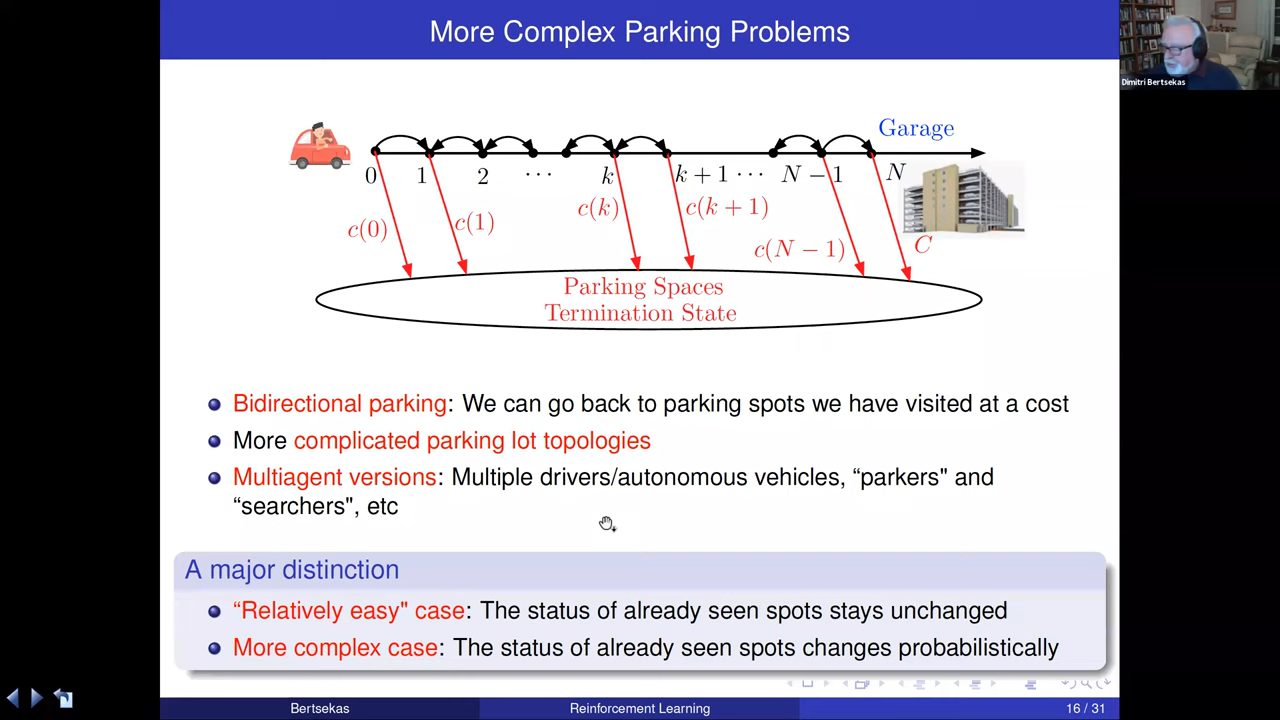 More Complex Parking Problems
Dimitri Bertsekas
Garage
0 1 2 ··· k k + 1 ··· N − 1 N
c(0) c(1) c(k) c(k + 1) c(N − 1) C
Parking Spaces
Termination State
Bidirectional parking: We can go back to parking spots we have visited at a cost
More complicated parking lot topologies
Multiagent versions: Multiple drivers/autonomous vehicles, “parkers" and
“searchers", etc
A major distinction
“Relatively easy" case: The status of already seen spots stays unchanged
More complex case: The status of already seen spots changes probabilistically
Bertsekas Reinforcement Learning 16 / 31